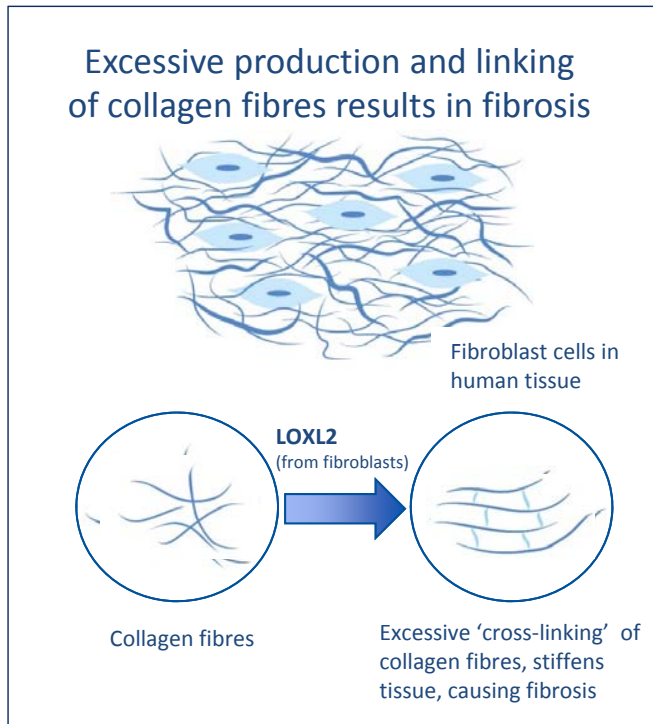 Excessive production and linking
of collagen fibres results in fibrosis
Fibroblast cells in
human tissue
LOXL2
(from fibroblasts)
Collagen fibres
Excessive ‘cross-linking’ of
collagen fibres, stiffens
tissue, causing fibrosis